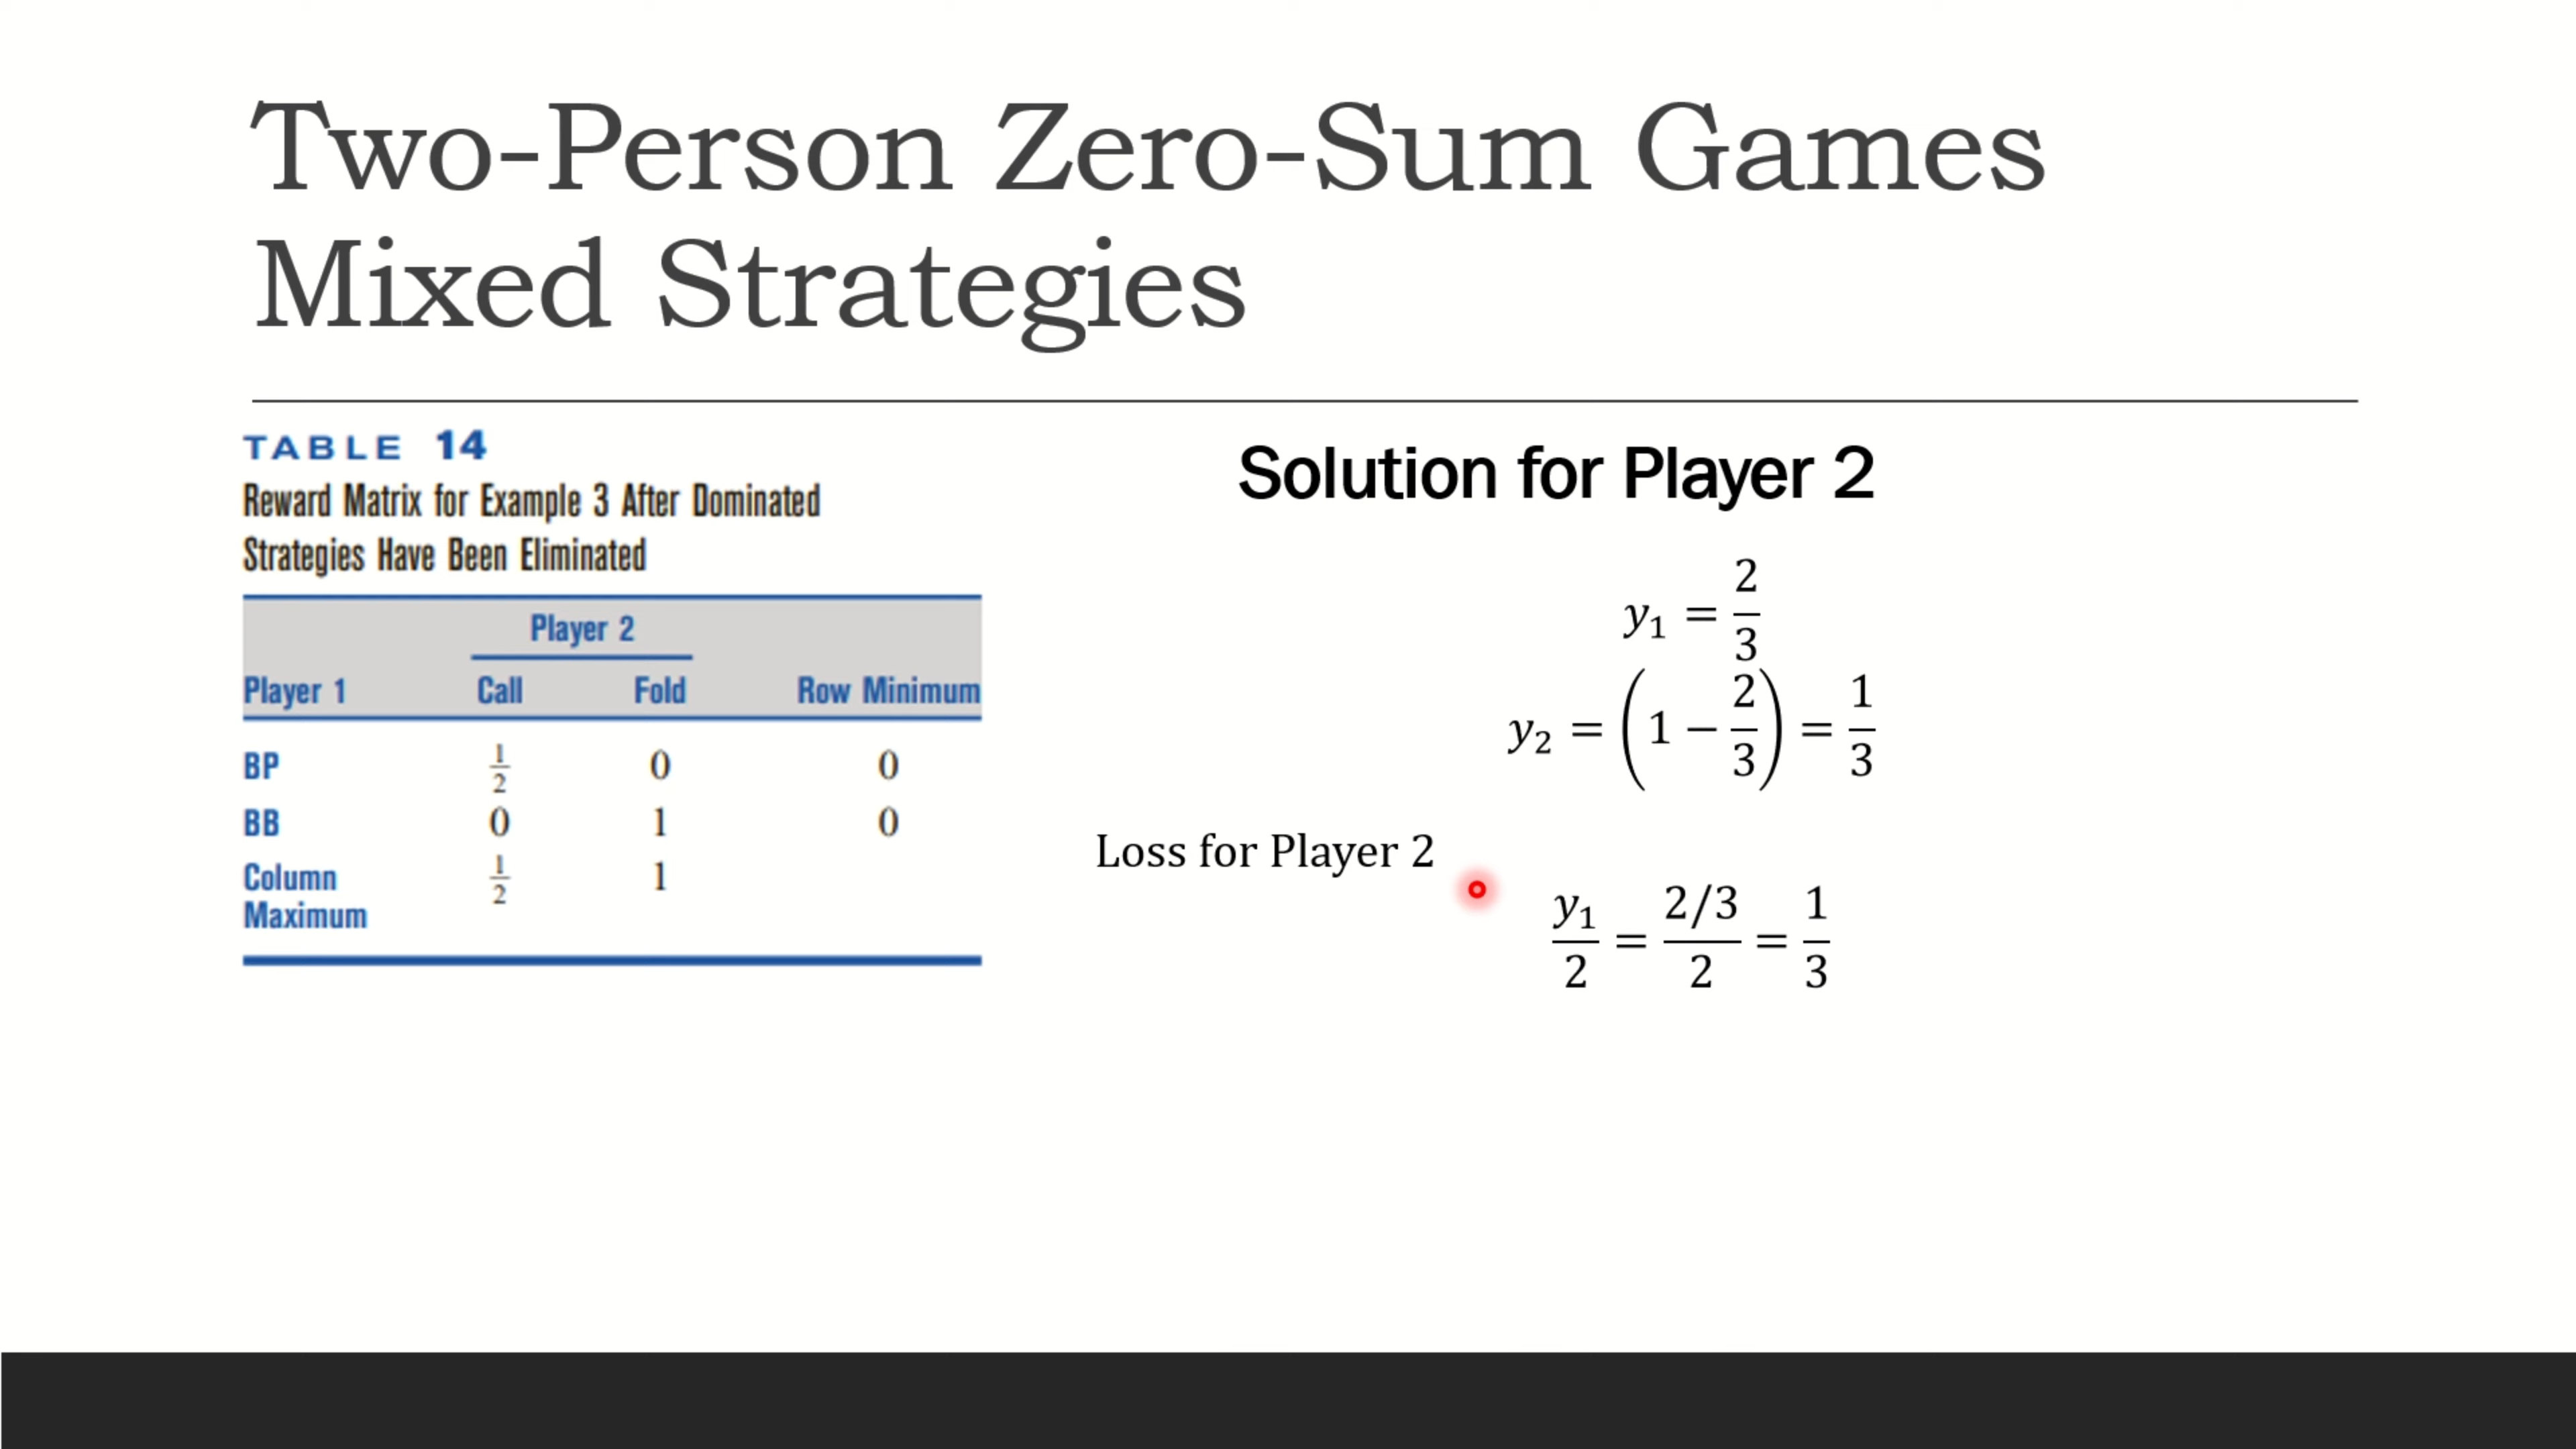 Two-Person Zero-Sum Games
Mixed Strategies
TABLE 14
Reward Matrix for Example 3 After Dominated
Strategies Have Been Eliminated
Player 2
Player 1 Call Fold Row Minimum
BP 1/2 0 0
BB 0 1 0
Column 1/2 1
Maximum
Solution for Player 2
y₁ = 2/3
y₂ = (1 − 2/3) = 1/3
Loss for Player 2
y₁/2 = (2/3)/2 = 1/3